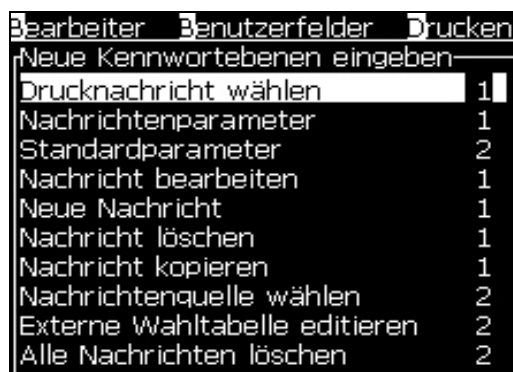 Bearbeiter Benutzerfelder Drucken
Neue Kennwortebenen eingeben
Drucknachricht wählen 1
Nachrichtenparameter 1
Standardparameter 2
Nachricht bearbeiten 1
Neue Nachricht 1
Nachricht löschen 1
Nachricht kopieren 1
Nachrichtenquelle wählen 2
Externe Wahltabelle editieren 2
Alle Nachrichten löschen 2